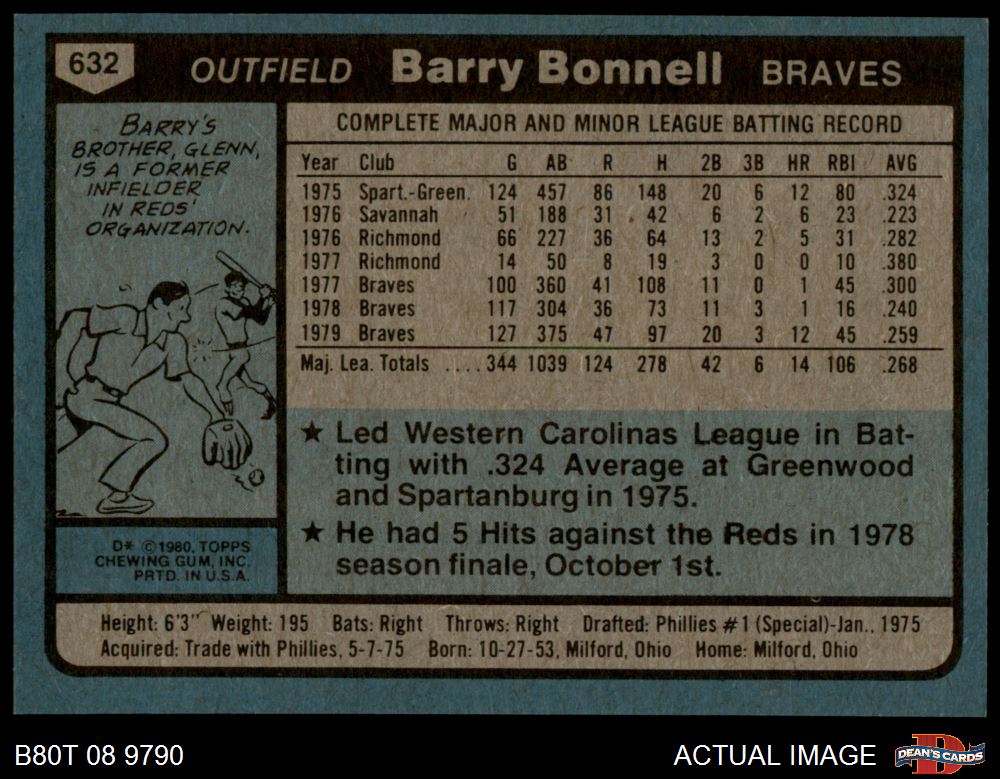 632 OUTFIELD Barry Bonnell BRAVES
BARRY'S
BROTHER, GLENN,
IS A FORMER
INFIELDER
IN REDS'
ORGANIZATION.
D* © 1980, TOPPS
CHEWING GUM, INC.
PRTD. IN U.S.A.
COMPLETE MAJOR AND MINOR LEAGUE BATTING RECORD
Year Club G AB R H 2B 3B HR RBI AVG
1975 Spart.-Green. 124 457 86 148 20 6 12 80 .324
1976 Savannah 51 188 31 42 6 2 6 23 .223
1976 Richmond 66 227 36 64 13 2 5 31 .282
1977 Richmond 14 50 8 19 3 0 0 10 .380
1977 Braves 100 360 41 108 11 0 1 45 .300
1978 Braves 117 304 36 73 11 3 1 16 .240
1979 Braves 127 375 47 97 20 3 12 45 .259
Maj. Lea. Totals .... 344 1039 124 278 42 6 14 106 .268
★ Led Western Carolinas League in Bat-
ting with .324 Average at Greenwood
and Spartanburg in 1975.
★ He had 5 Hits against the Reds in 1978
season finale, October 1st.
Height: 6'3" Weight: 195 Bats: Right Throws: Right Drafted: Phillies #1 (Special)-Jan., 1975
Acquired: Trade with Phillies, 5-7-75 Born: 10-27-53, Milford, Ohio Home: Milford, Ohio
B80T 08 9790 ACTUAL IMAGE DEAN'S CARDS